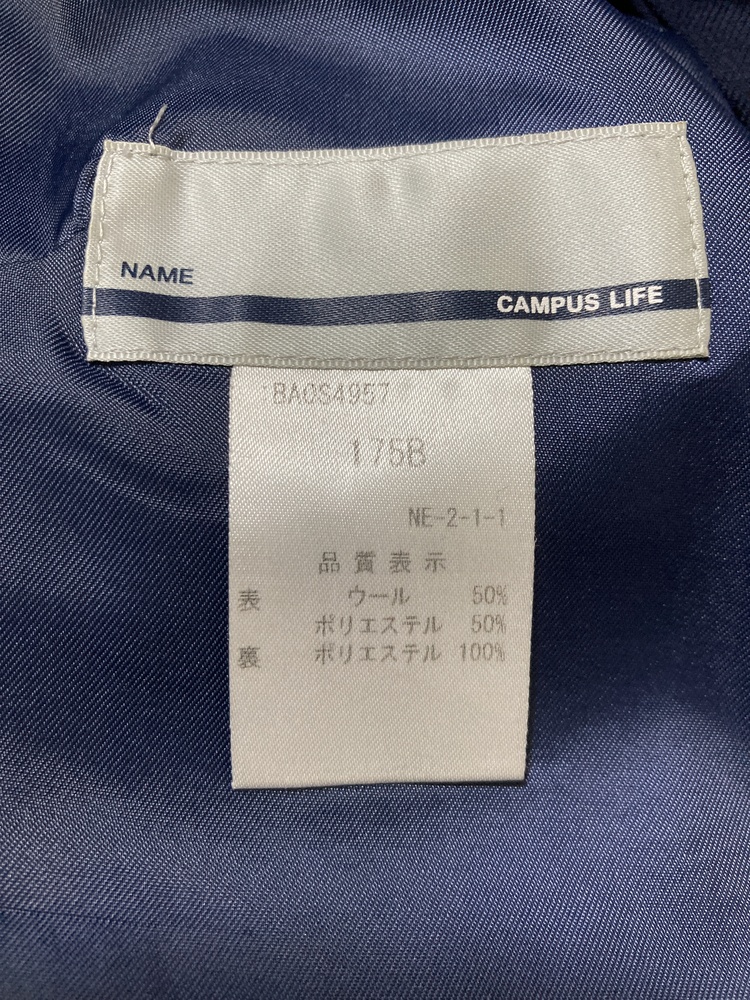 NAME
CAMPUS LIFE
BAOS4957
175B
NE-2-1-1
品質表示
表 ウール 50%
ポリエステル 50%
裏 ポリエステル 100%